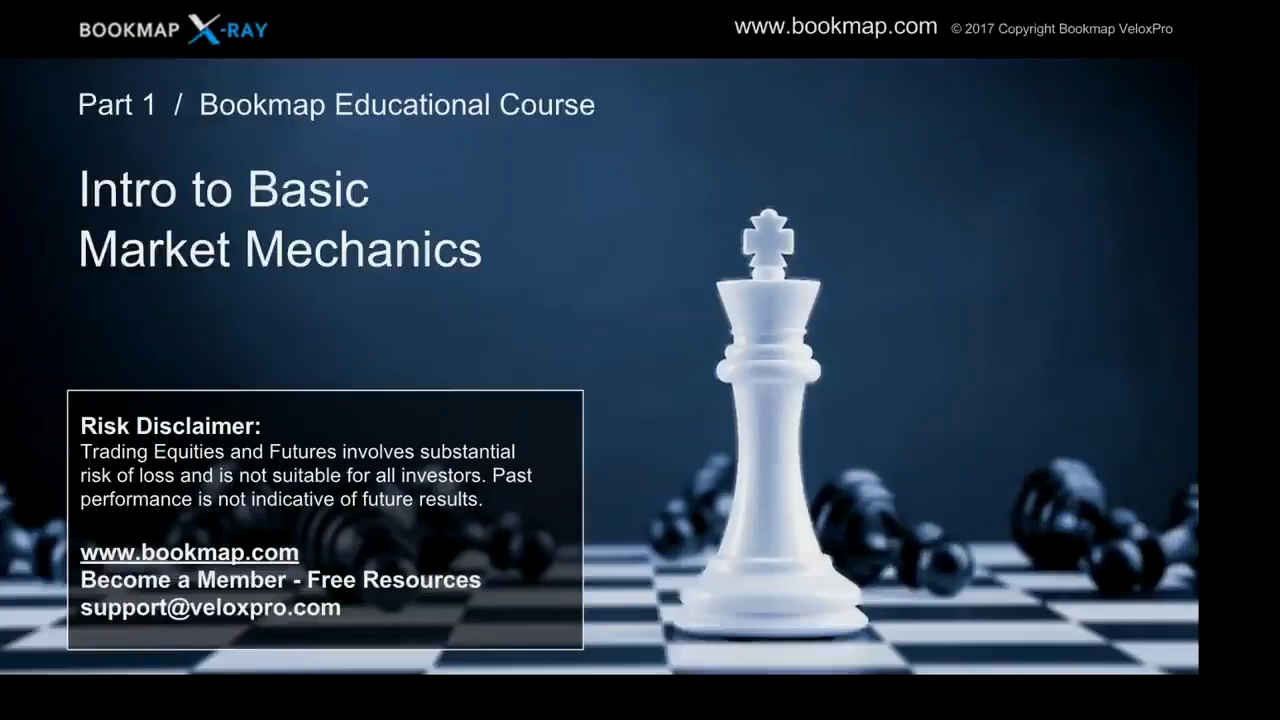 BOOKMAP X-RAY
www.bookmap.com © 2017 Copyright Bookmap VeloxPro
Part 1 / Bookmap Educational Course
Intro to Basic
Market Mechanics
Risk Disclaimer:
Trading Equities and Futures involves substantial
risk of loss and is not suitable for all investors. Past
performance is not indicative of future results.
www.bookmap.com
Become a Member - Free Resources
support@veloxpro.com